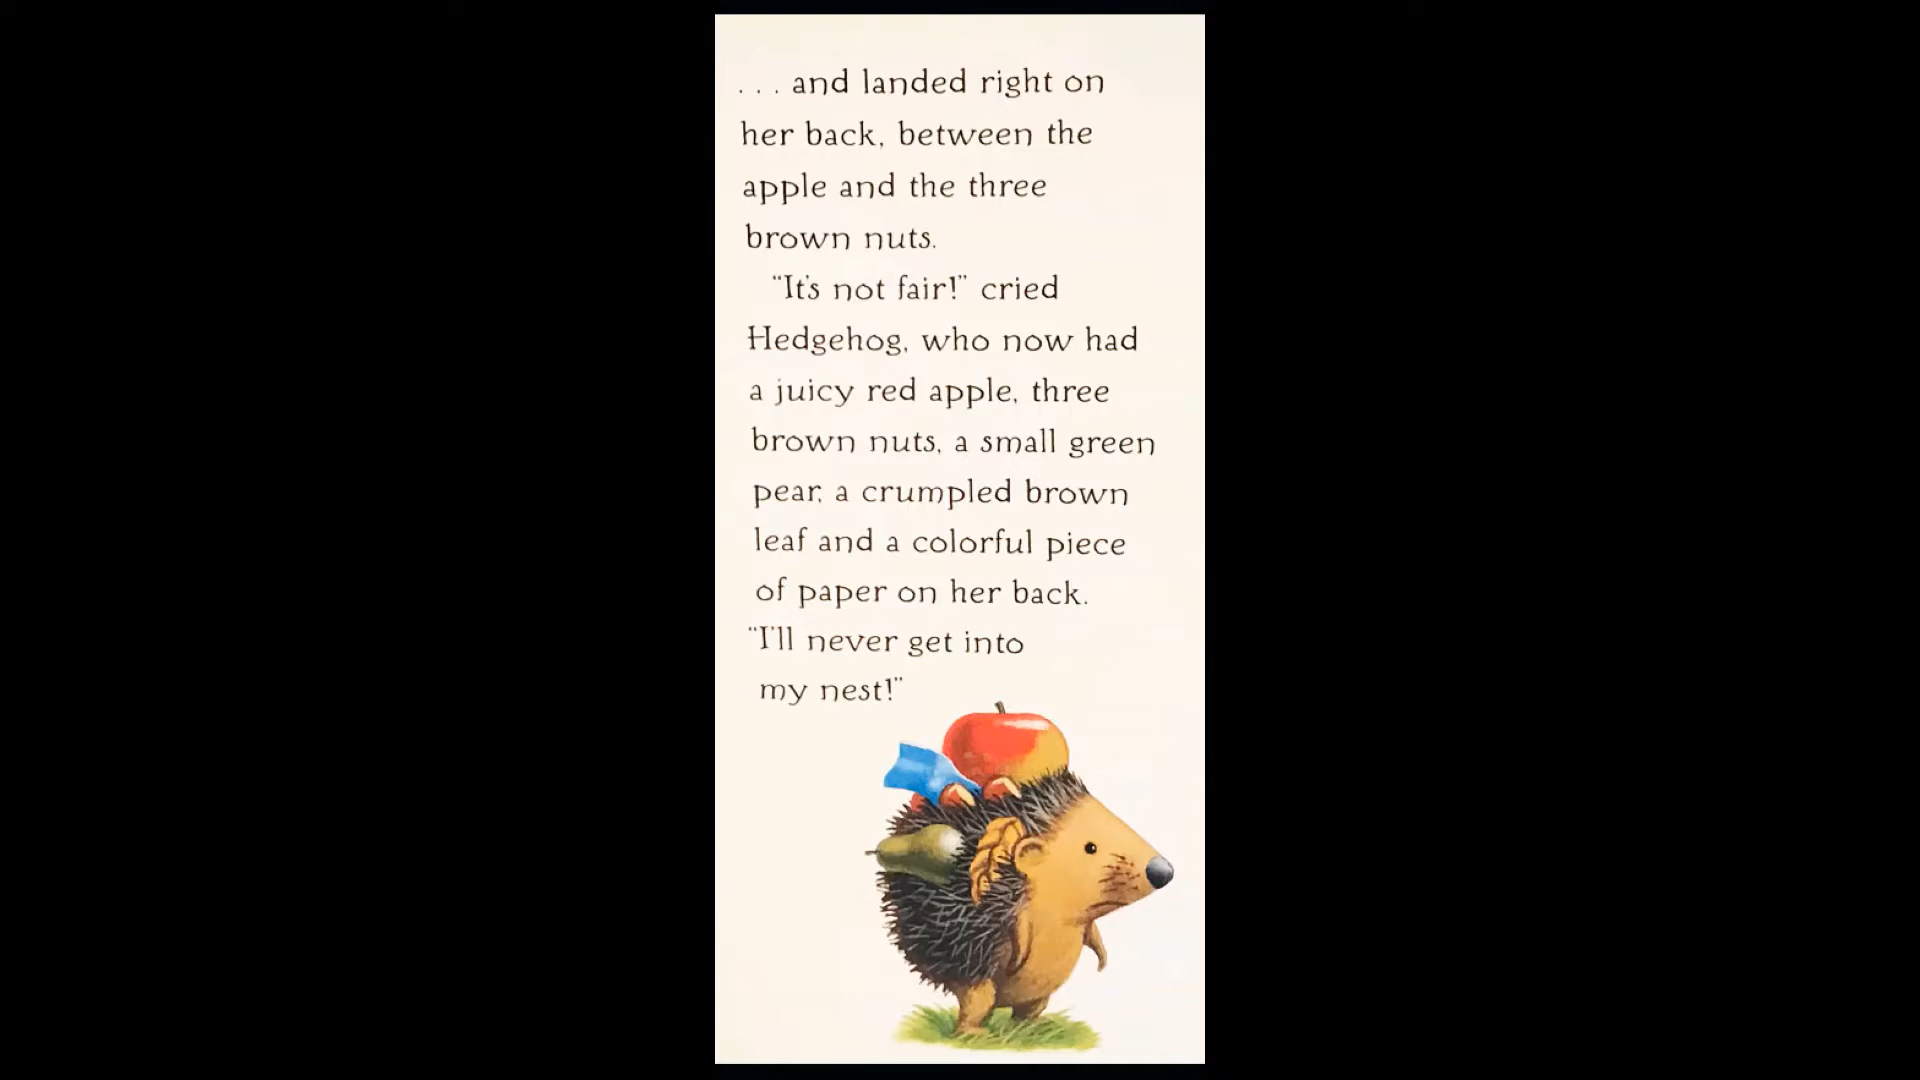 . . . and landed right on
her back, between the
apple and the three
brown nuts.
“It’s not fair!” cried
Hedgehog, who now had
a juicy red apple, three
brown nuts, a small green
pear, a crumpled brown
leaf and a colorful piece
of paper on her back.
“I’ll never get into
my nest!”